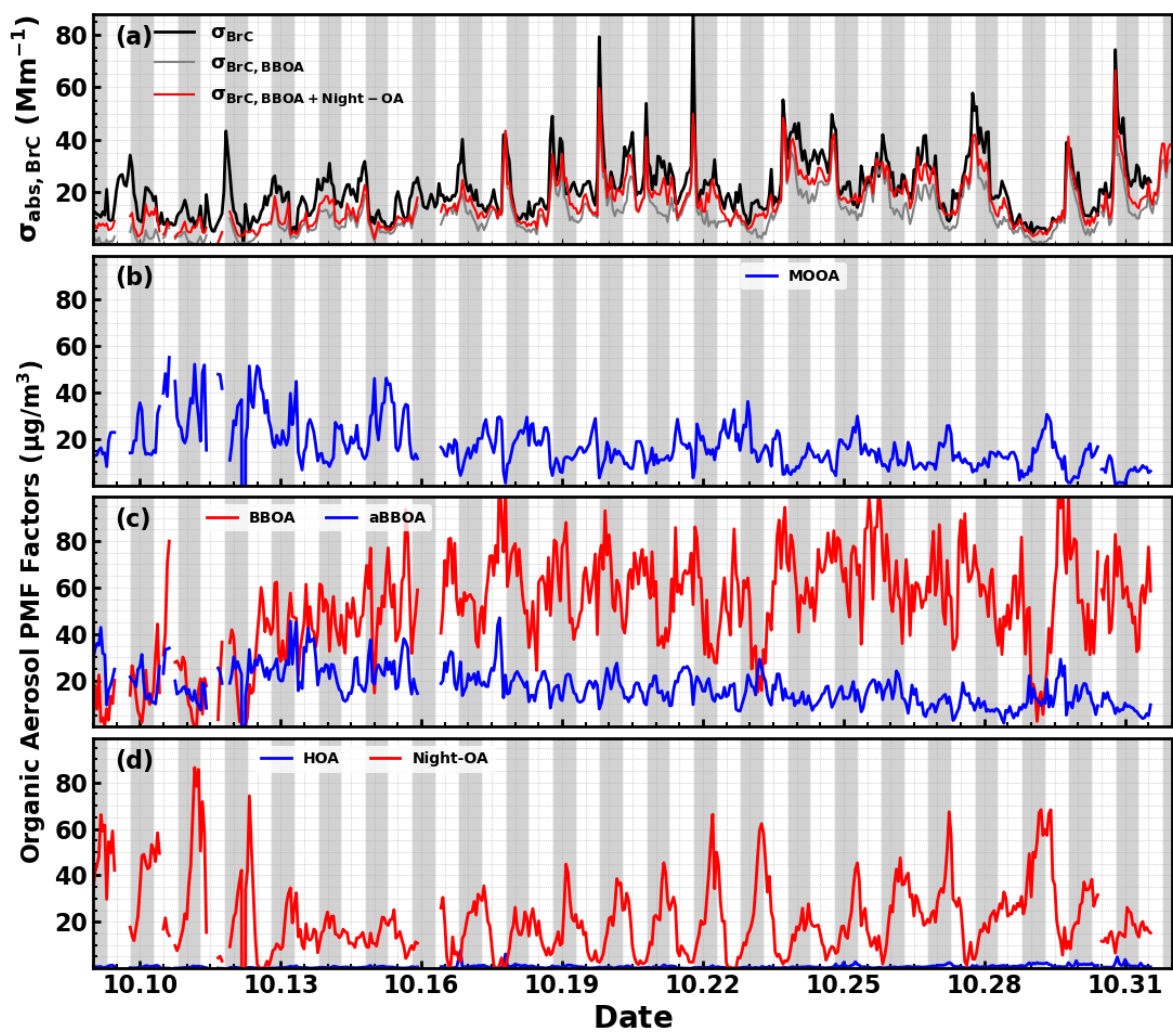 σabs, BrC (Mm⁻¹)
80
60
40
20
(a)
σBrC
σBrC, BBOA
σBrC, BBOA + Night − OA
Organic Aerosol PMF Factors (µg/m³)
80
60
40
20
(b)
MOOA
80
60
40
20
(c)
BBOA aBBOA
80
60
40
20
(d)
HOA Night-OA
10.10 10.13 10.16 10.19 10.22 10.25 10.28 10.31
Date